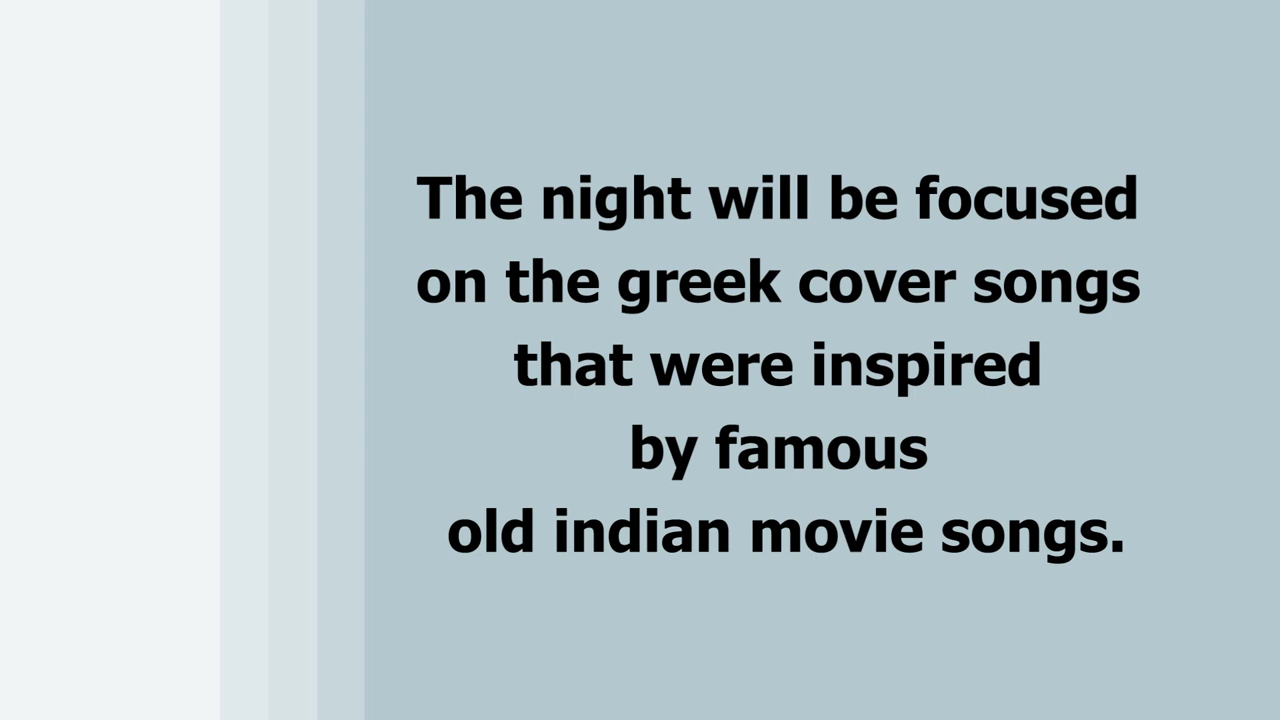 The night will be focused
on the greek cover songs
that were inspired
by famous
old indian movie songs.